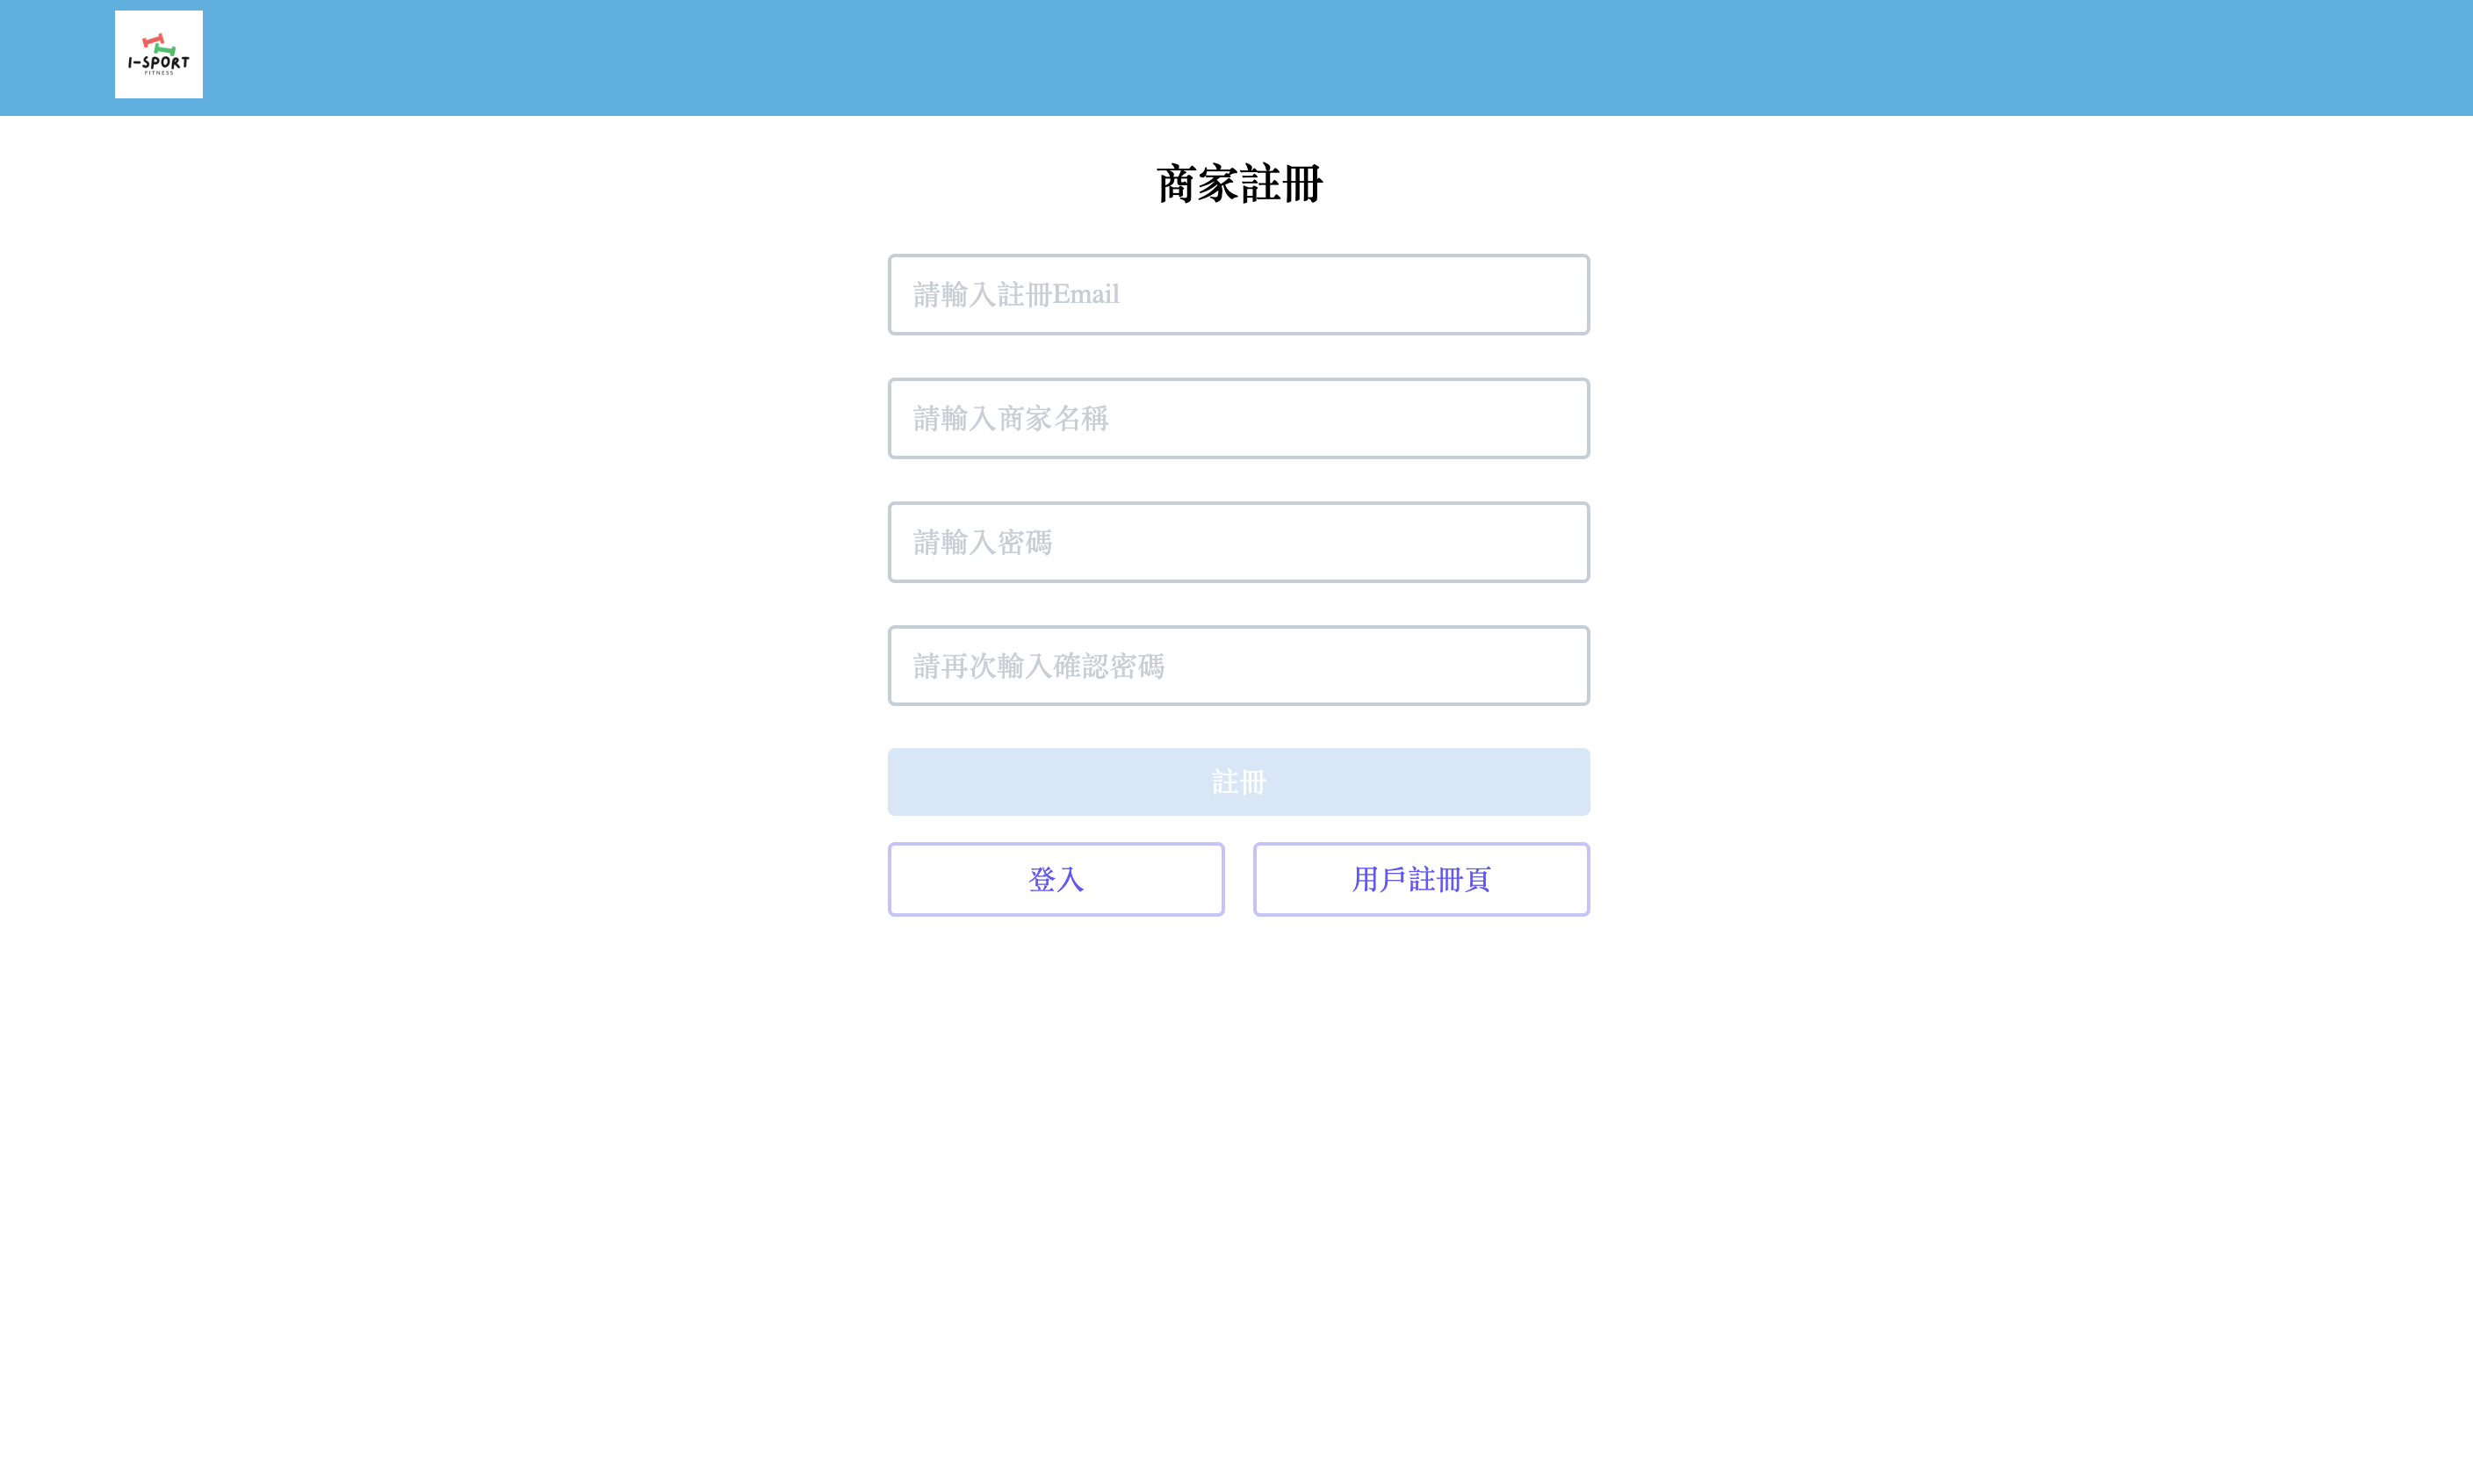 I-SPORT
FITNESS
商家註冊
請輸入註冊Email
請輸入商家名稱
請輸入密碼
請再次輸入確認密碼
註冊
登入
用戶註冊頁